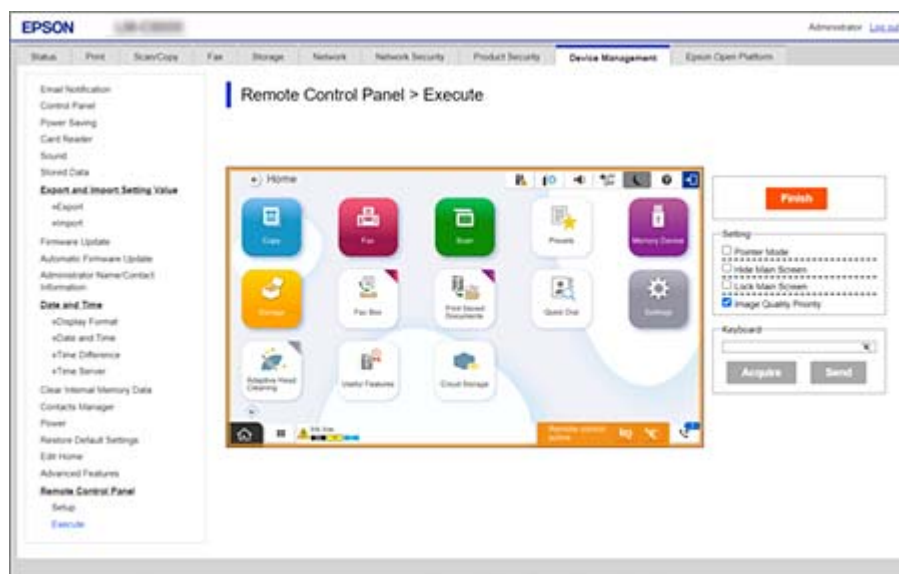 EPSON
Administrator Log out
Status Print Scan/Copy Fax Storage Network Network Security Product Security Device Management Epson Open Platform
Email Notification
Control Panel
Power Saving
Card Reader
Sound
Stored Data
Export and Import Setting Value
»Export
»Import
Firmware Update
Automatic Firmware Update
Administrator Name/Contact
Information
Date and Time
»Display Format
»Date and Time
»Time Difference
»Time Server
Clear Internal Memory Data
Contacts Manager
Power
Restore Default Settings
Edit Home
Advanced Features
Remote Control Panel
Setup
Execute
Remote Control Panel > Execute
Home
Copy Fax Scan Presets Memory Device
Storage Fax Box Print Saved
Documents Quick Dial Settings
Adaptive Head
Cleaning Useful Features Cloud Storage
Remote control
active
Finish
Setting
Pointer Mode
Hide Main Screen
Lock Main Screen
Image Quality Priority
Keyboard
Acquire Send